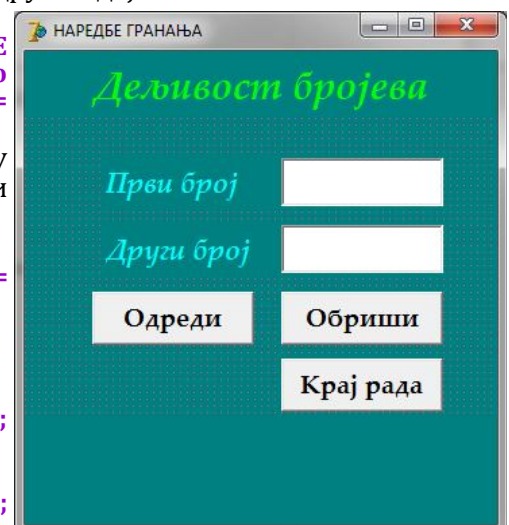 НАРЕДБЕ ГРАНАЊА
Е
Дељивост бројева
=
у
и
Први број
Други број
=
Одреди Обриши
Крај рада
;
;